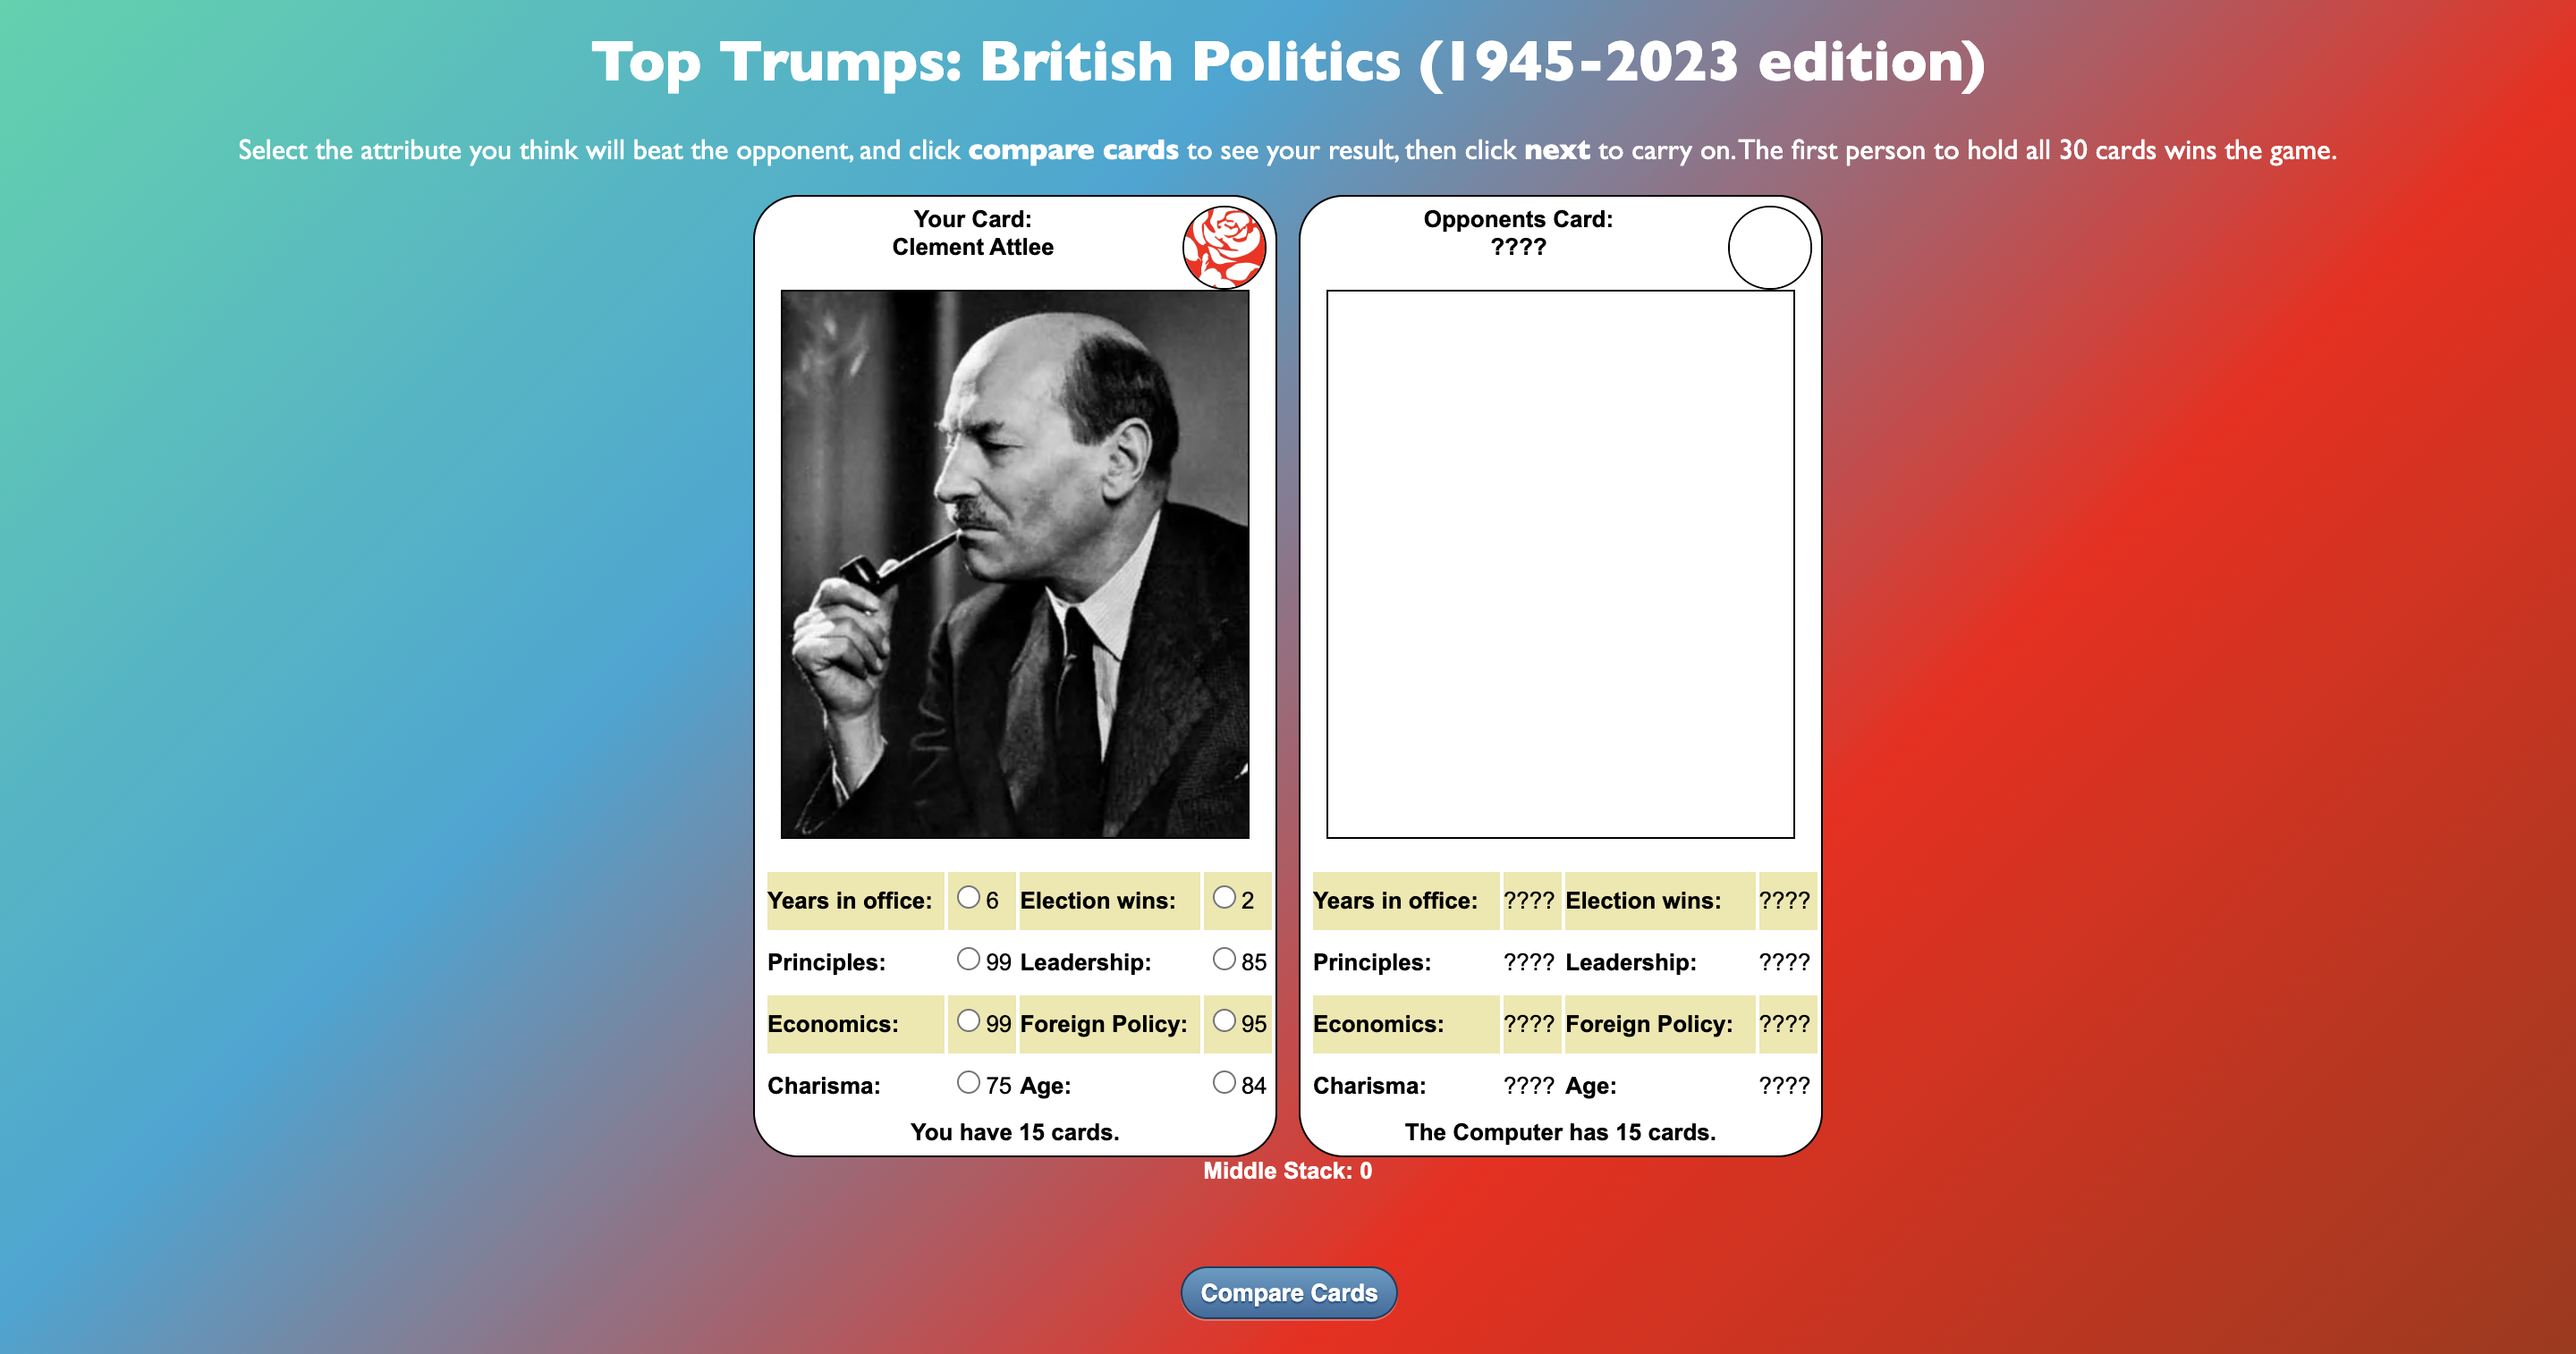 Top Trumps: British Politics (1945-2023 edition)
Select the attribute you think will beat the opponent, and click compare cards to see your result, then click next to carry on. The first person to hold all 30 cards wins the game.
Your Card:
Clement Attlee
Years in office: 6 Election wins: 2
Principles: 99 Leadership: 85
Economics: 99 Foreign Policy: 95
Charisma: 75 Age: 84
You have 15 cards.
Opponents Card:
????
Years in office: ???? Election wins: ????
Principles: ???? Leadership: ????
Economics: ???? Foreign Policy: ????
Charisma: ???? Age: ????
The Computer has 15 cards.
Middle Stack: 0
Compare Cards